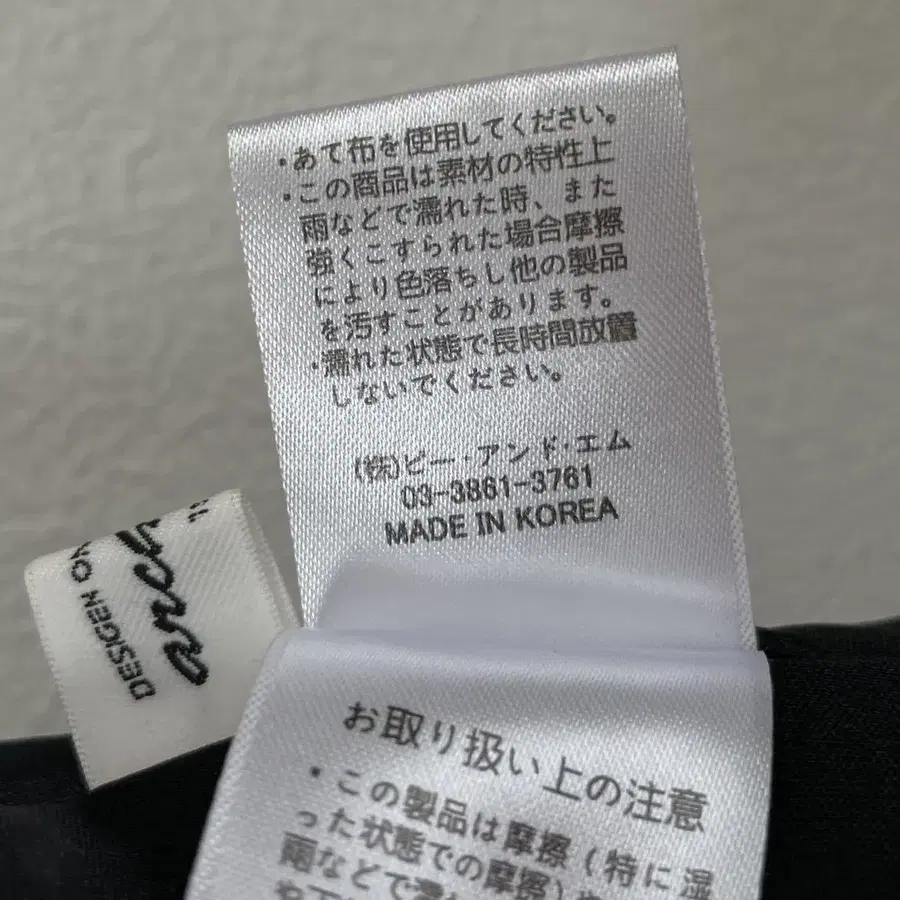 ・あて布を使用してください。
・この商品は素材の特性上
雨などで濡れた時、また
強くこすられた場合摩擦
により色落ちし他の製品
を汚すことがあります。
・濡れた状態で長時間放置
しないでください。
(株)ビー・アンド・エム
03-3861-3761
MADE IN KOREA
arch
DESIGEN
お取り扱い上の注意
・この製品は摩擦(特に湿
った状態での摩擦)や
雨などで濡れ